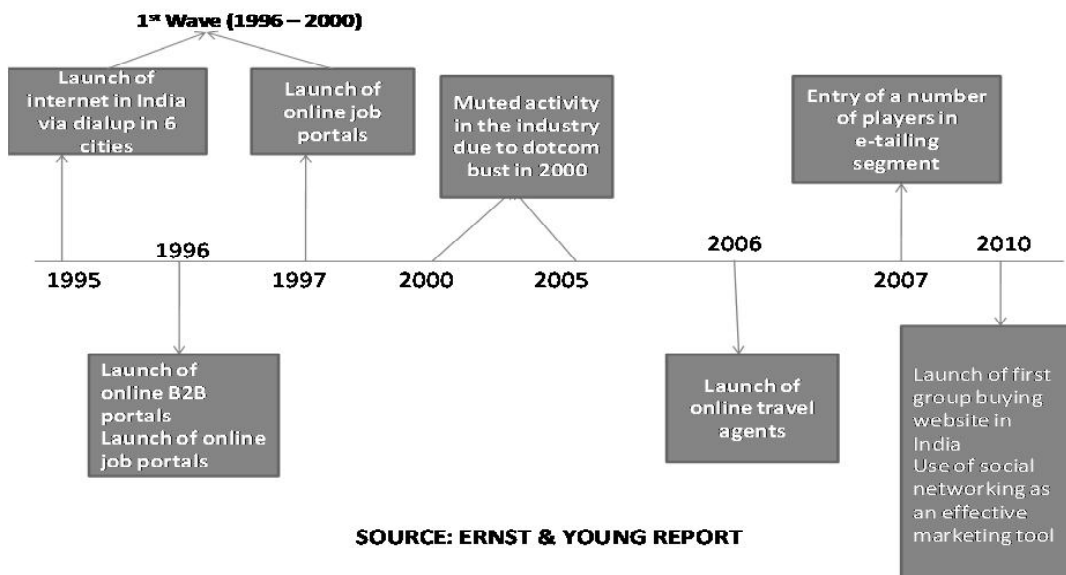 1st Wave (1996 – 2000)
Launch of
internet in India
via dialup in 6
cities
Launch of
online job
portals
Muted activity
in the industry
due to dotcom
bust in 2000
Entry of a number
of players in
e-tailing
segment
1995
1996
1997
2000
2005
2006
2007
2010
Launch of
online B2B
portals
Launch of online
job portals
Launch of
online travel
agents
Launch of first
group buying
website in
India
Use of social
networking as
an effective
marketing tool
SOURCE: ERNST & YOUNG REPORT